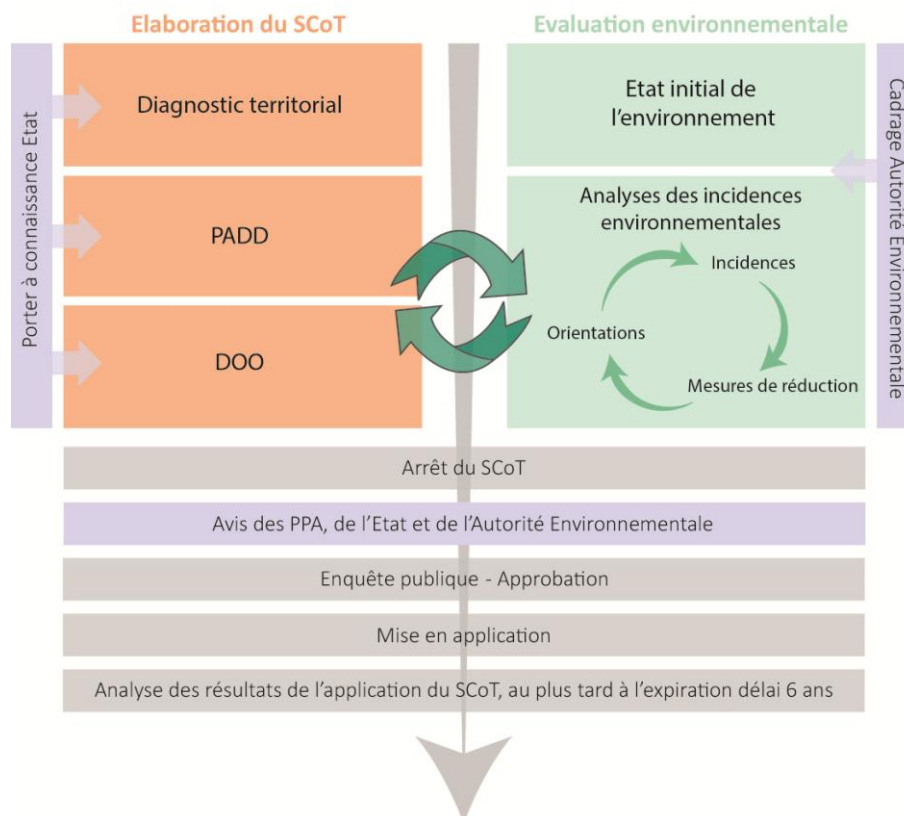 Elaboration du SCoT
Evaluation environnementale
Porter à connaissance Etat
Diagnostic territorial
PADD
DOO
Etat initial de
l'environnement
Analyses des incidences
environnementales
Incidences
Orientations
Mesures de réduction
Cadrage Autorité Environnementale
Arrêt du SCoT
Avis des PPA, de l'Etat et de l'Autorité Environnementale
Enquête publique - Approbation
Mise en application
Analyse des résultats de l'application du SCoT, au plus tard à l'expiration délai 6 ans